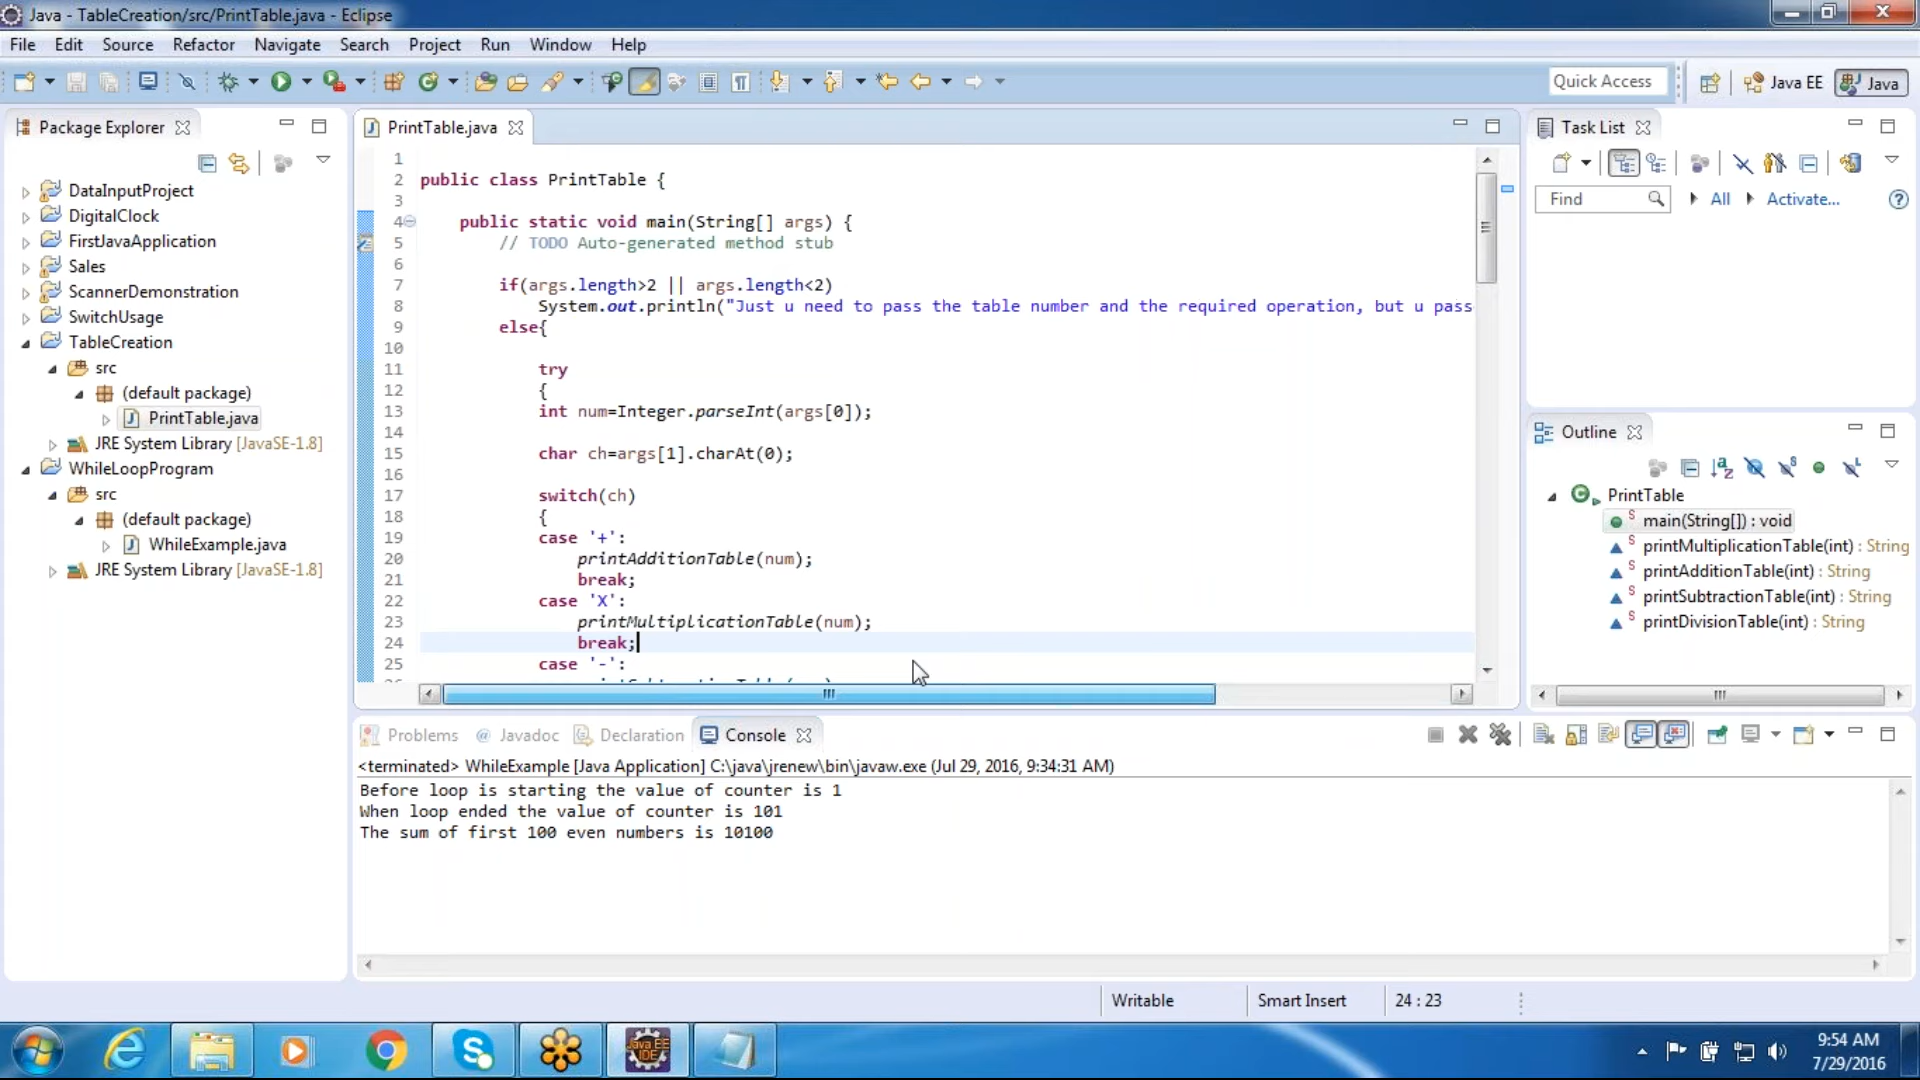 Java - TableCreation/src/PrintTable.java - Eclipse
File Edit Source Refactor Navigate Search Project Run Window Help
Quick Access Java EE Java
Package Explorer
DataInputProject
DigitalClock
FirstJavaApplication
Sales
ScannerDemonstration
SwitchUsage
TableCreation
src
(default package)
PrintTable.java
JRE System Library [JavaSE-1.8]
WhileLoopProgram
src
(default package)
WhileExample.java
JRE System Library [JavaSE-1.8]
PrintTable.java
1
2 public class PrintTable {
3
4 public static void main(String[] args) {
5 // TODO Auto-generated method stub
6
7 if(args.length>2 || args.length<2)
8 System.out.println("Just u need to pass the table number and the required operation, but u pass
9 else{
10
11 try
12 {
13 int num=Integer.parseInt(args[0]);
14
15 char ch=args[1].charAt(0);
16
17 switch(ch)
18 {
19 case '+':
20 printAdditionTable(num);
21 break;
22 case 'X':
23 printMultiplicationTable(num);
24 break;
25 case '-':
Task List
Find All Activate...
Outline
PrintTable
main(String[]) : void
printMultiplicationTable(int) : String
printAdditionTable(int) : String
printSubtractionTable(int) : String
printDivisionTable(int) : String
Problems @ Javadoc Declaration Console
<terminated> WhileExample [Java Application] C:\java\jrenew\bin\javaw.exe (Jul 29, 2016, 9:34:31 AM)
Before loop is starting the value of counter is 1
When loop ended the value of counter is 101
The sum of first 100 even numbers is 10100
Writable Smart Insert 24 : 23
Java EE
IDE
9:54 AM
7/29/2016